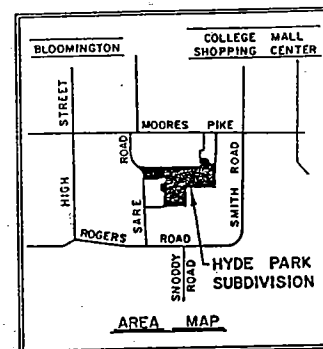 BLOOMINGTON
COLLEGE MALL
SHOPPING CENTER
HIGH STREET
MOORES PIKE
ROAD
SARE
SMITH ROAD
ROGERS ROAD
SNODDY
ROAD
HYDE PARK
SUBDIVISION
AREA MAP